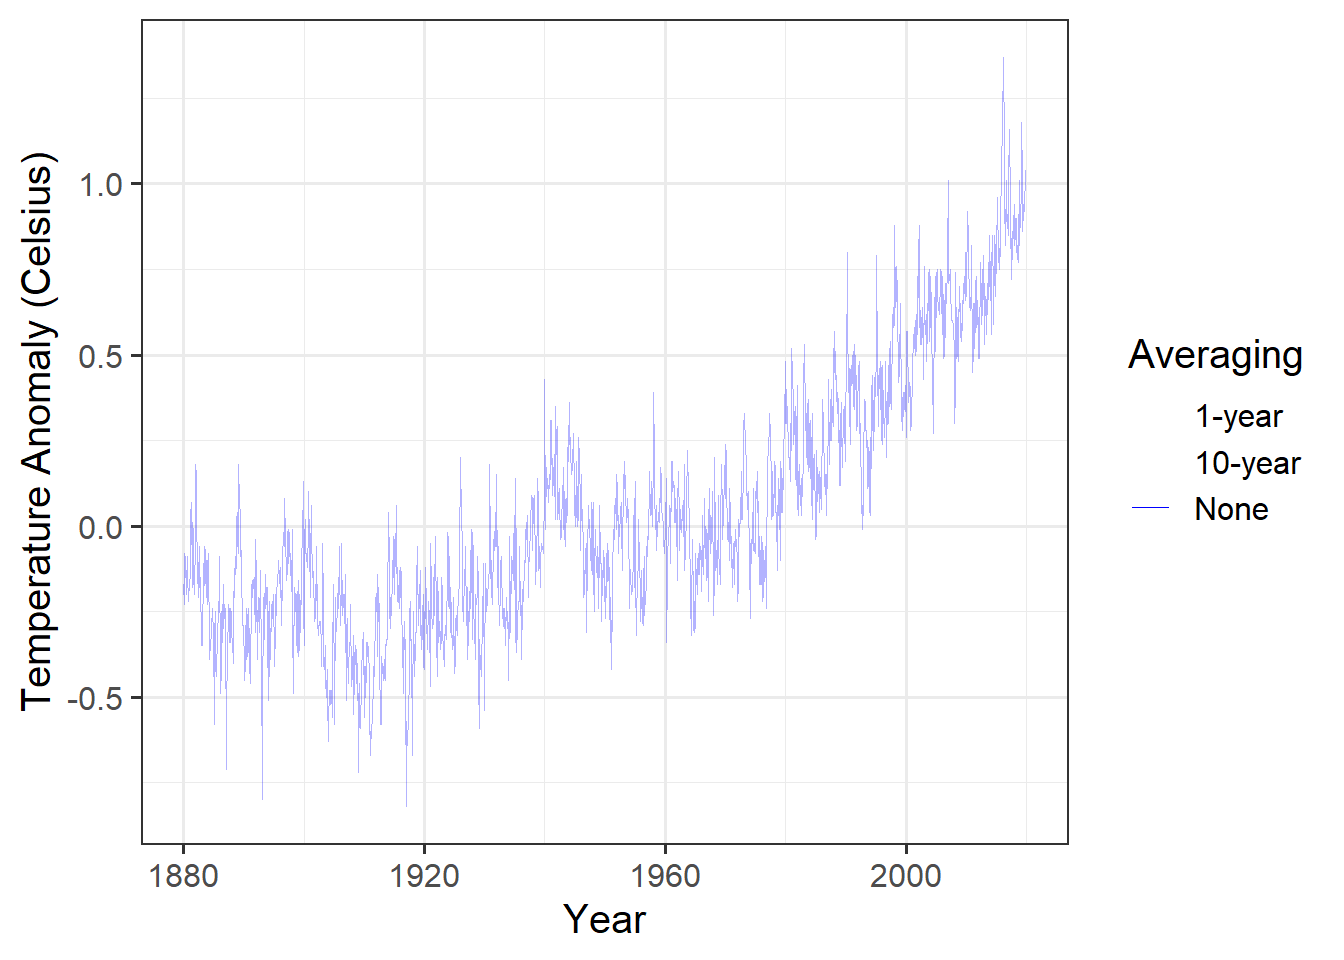 Temperature Anomaly (Celsius)
1.0
0.5
0.0
-0.5
1880 1920 1960 2000
Year
Averaging
1-year
10-year
None